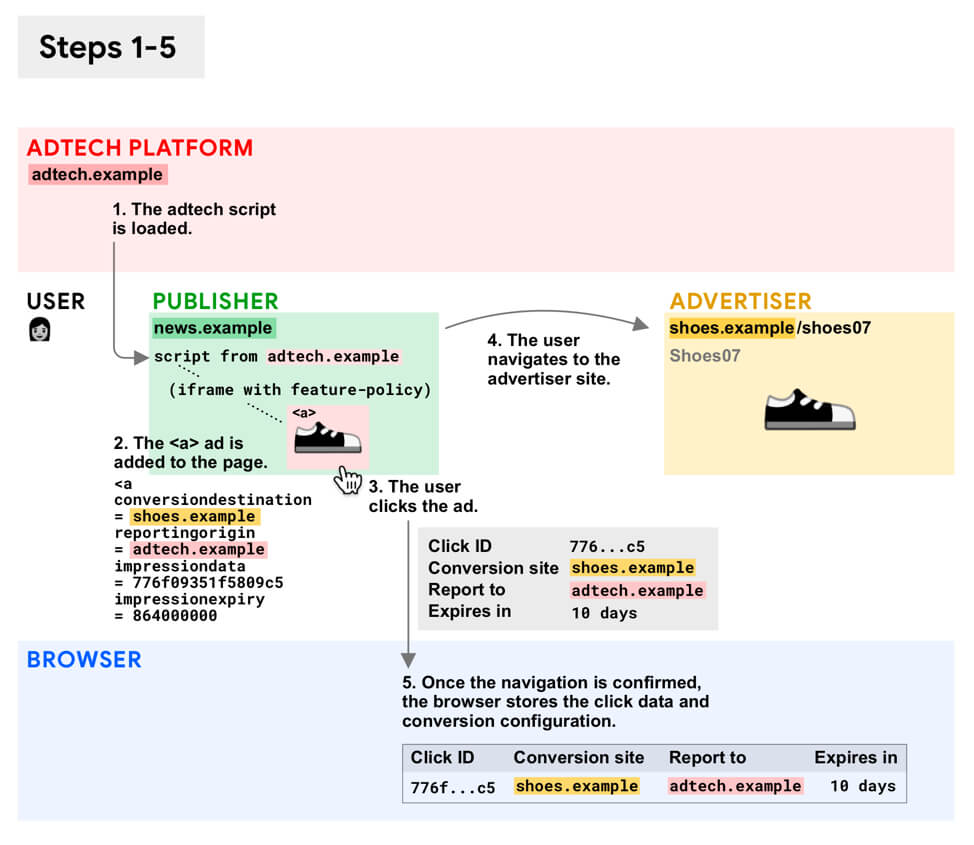 Steps 1-5
ADTECH PLATFORM
adtech.example
1. The adtech script
is loaded.
USER
PUBLISHER
news.example
script from adtech.example
(iframe with feature-policy)
<a>
2. The <a> ad is
added to the page.
<a
conversiondestination
= shoes.example
reportingorigin
= adtech.example
impressiondata
= 776f09351f5809c5
impressionexpiry
= 864000000
3. The user
clicks the ad.
4. The user
navigates to the
advertiser site.
ADVERTISER
shoes.example/shoes07
Shoes07
Click ID 776...c5
Conversion site shoes.example
Report to adtech.example
Expires in 10 days
BROWSER
5. Once the navigation is confirmed,
the browser stores the click data and
conversion configuration.
Click ID Conversion site Report to Expires in
776f...c5 shoes.example adtech.example 10 days